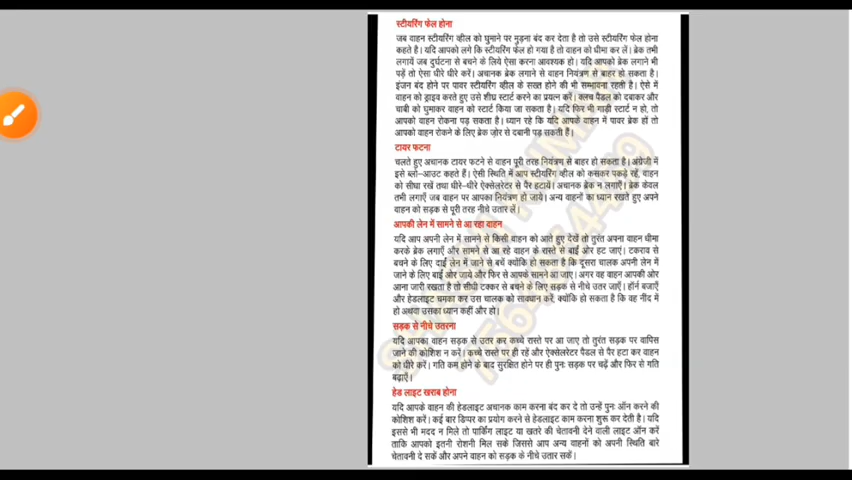 स्टीयरिंग फेल होना
जब वाहन स्टीयरिंग व्हील को घुमाने पर मुड़ना बंद कर देता है तो उसे स्टीयरिंग फेल होना
कहते है। यदि आपको लगे कि स्टीयरिंग फेल हो गया है तो वाहन को धीमा कर लें। ब्रेक तभी
लगायें जब दुर्घटना से बचने के लिये ऐसा करना आवश्यक हो। यदि आपको ब्रेक लगाने भी
पड़ें तो ऐसा धीरे धीरे करें। अचानक ब्रेक लगाने से वाहन नियंत्रण से बाहर हो सकता है।
इंजन बंद होने पर पावर स्टीयरिंग व्हील के सख्त होने की भी सम्भावना रहती है। ऐसे में
वाहन को ड्राइव करते हुए उसे शीघ्र स्टार्ट करने का प्रयत्न करें। क्लच पैडल को दबाकर और
चाबी को घुमाकर वाहन को स्टार्ट किया जा सकता है। यदि फिर भी गाड़ी स्टार्ट न हो, तो
आपको वाहन रोकना पड़ सकता है। ध्यान रहे कि यदि आपके वाहन में पावर ब्रेक हों तो
आपको वाहन रोकने के लिए ब्रेक ज़ोर से दबानी पड़ सकती हैं।
टायर फटना
चलते हुए अचानक टायर फटने से वाहन पूरी तरह नियंत्रण से बाहर हो सकता है। अंग्रेजी में
इसे ब्लो-आउट कहते हैं। ऐसी स्थिति में आप स्टीयरिंग व्हील को कसकर पकड़े रहें, वाहन
को सीधा रखें तथा धीरे-धीरे ऐक्सेलरेटर से पैर हटायें। अचानक ब्रेक न लगाएँ। ब्रेक केवल
तभी लगाएँ जब वाहन पर आपका नियंत्रण हो जाये। अन्य वाहनों का ध्यान रखते हुए अपने
वाहन को सड़क से पूरी तरह नीचे उतार लें।
आपकी लेन में सामने से आ रहा वाहन
यदि आप अपनी लेन में सामने से किसी वाहन को आते हुए देखें तो तुरंत अपना वाहन धीमा
करके ब्रेक लगाएँ और सामने से आ रहे वाहन के रास्ते से बाईं ओर हट जाएं। टकराव से
बचने के लिए दाईं लेन में जाने से बचें क्योंकि हो सकता है कि दूसरा चालक अपनी लेन में
जाने के लिए बाईं ओर जाये और फिर से आपके सामने आ जाए। अगर वह वाहन आपकी ओर
आना जारी रखता है तो सीधी टक्कर से बचने के लिए सड़क से नीचे उतर जाएँ। हॉर्न बजाएँ
और हेडलाइट चमका कर उस चालक को सावधान करें, क्योंकि हो सकता है कि वह नींद में
हो अथवा उसका ध्यान कहीं और हो।
सड़क से नीचे उतरना
यदि आपका वाहन सड़क से उतर कर कच्चे रास्ते पर आ जाए तो तुरंत सड़क पर वापिस
जाने की कोशिश न करें। कच्चे रास्ते पर ही रहें और ऐक्सेलरेटर पैडल से पैर हटा कर वाहन
को धीरे करें। गति कम होने के बाद सुरक्षित होने पर ही पुनः सड़क पर चढ़ें और फिर से गति
बढ़ाएँ।
हेड लाइट खराब होना
यदि आपके वाहन की हेडलाइट अचानक काम करना बंद कर दे तो उन्हें पुनः ऑन करने की
कोशिश करें। कई बार डिप्पर का प्रयोग करने से हेडलाइट काम करना शुरू कर देती है। यदि
इससे भी मदद न मिले तो पार्किंग लाइट या खतरे की चेतावनी देने वाली लाइट ऑन करें
ताकि आपको इतनी रोशनी मिल सके जिससे आप अन्य वाहनों को अपनी स्थिति बारे
चेतावनी दे सकें और अपने वाहन को सड़क के नीचे उतार सकें।